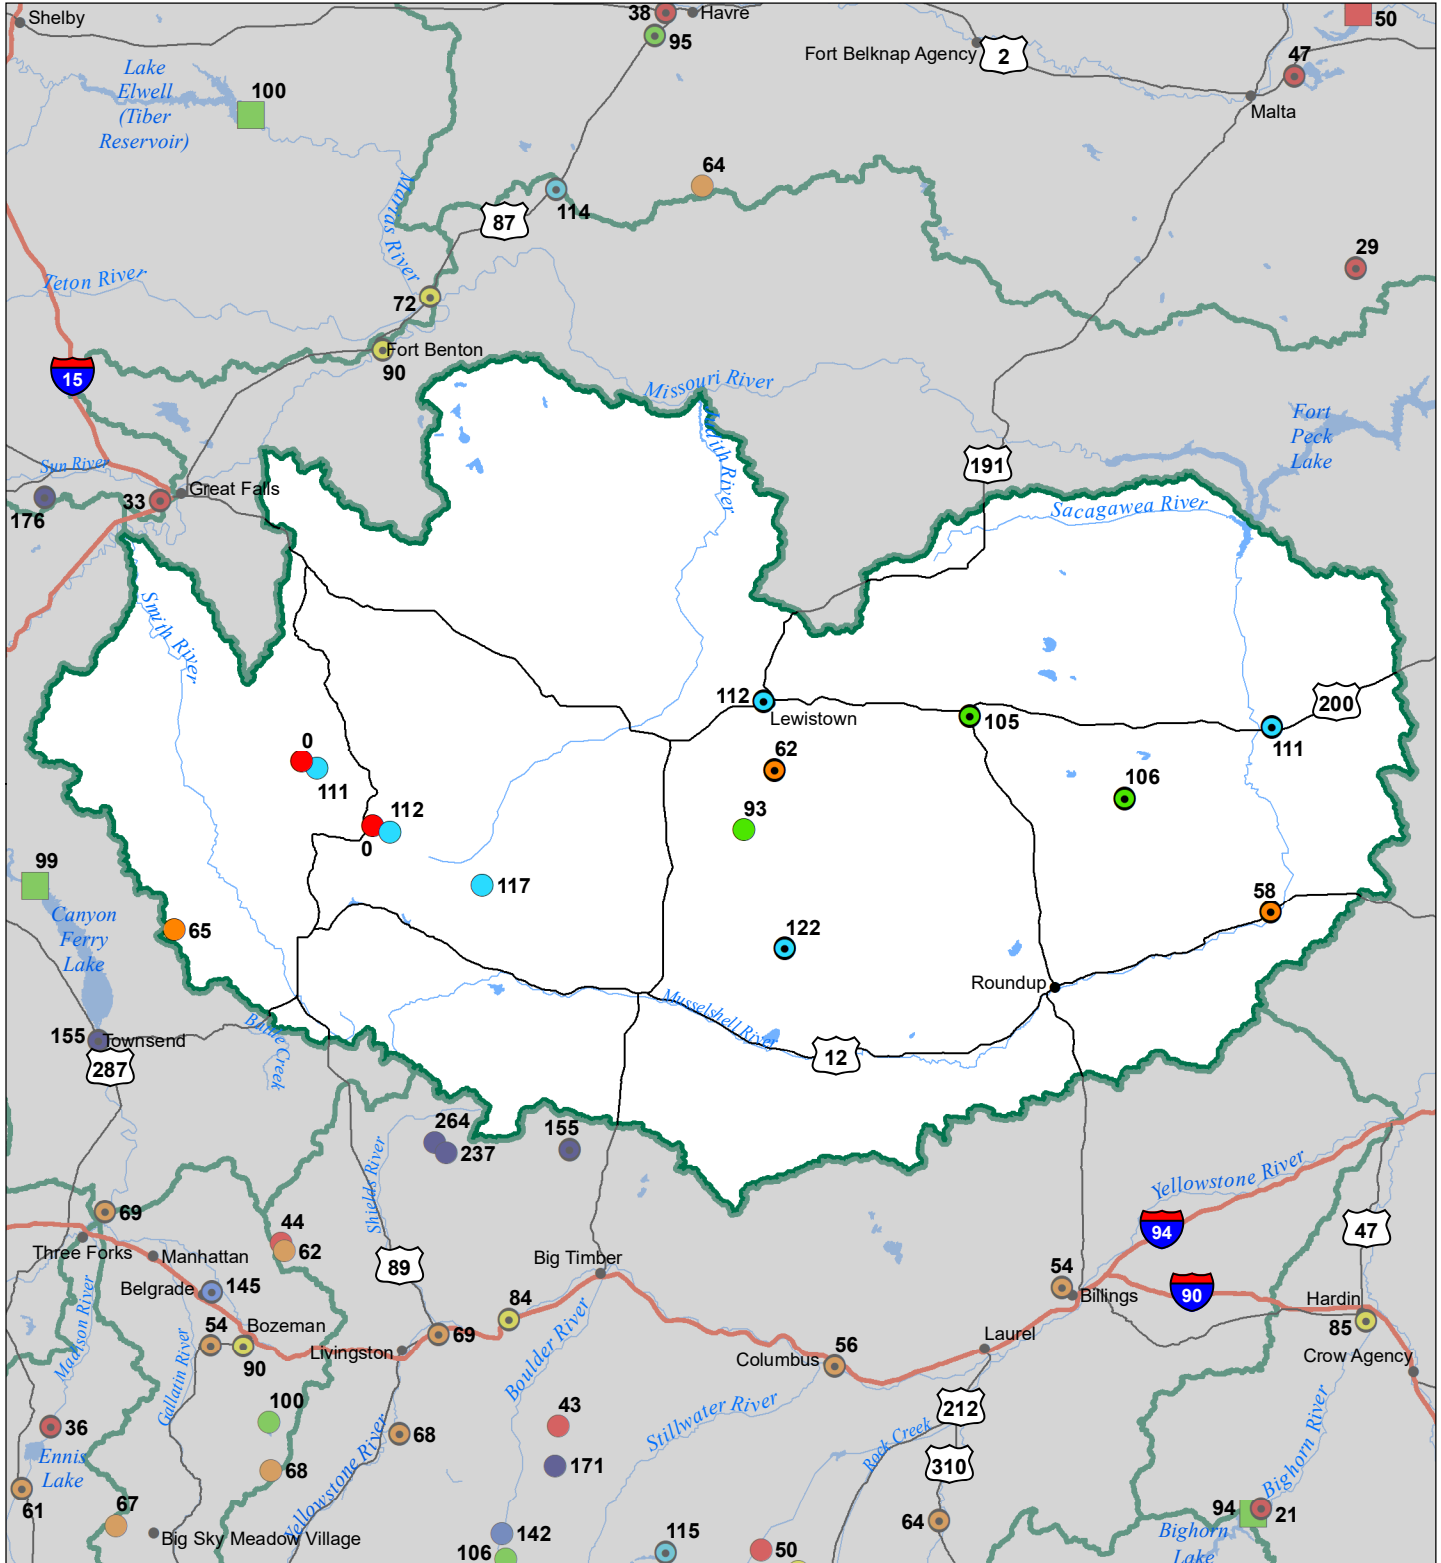 Shelby
38
Havre
50
95
Fort Belknap Agency
2
47
Lake
Elwell
(Tiber
Reservoir)
100
Malta
64
114
87
Marias River
29
Teton River
72
Fort Benton
90
15
Missouri River
Judith River
Fort
Peck
Lake
Sun River
191
Great Falls
33
176
Sacagawea River
Smith River
112
Lewistown
105
200
111
0
111
62
106
112
0
93
99
117
58
Canyon
Ferry
Lake
65
122
Roundup
Musselshell River
Battle Creek
155
Townsend
12
287
264
237
155
Shields River
Yellowstone River
69
44
62
94
47
Three Forks
Manhattan
89
Big Timber
54
Belgrade
145
Billings
90
Hardin
Madison River
84
85
54
Bozeman
90
Gallatin River
Livingston
69
Boulder River
Columbus
56
Laurel
Crow Agency
100
43
Stillwater River
212
36
68
Rock Creek
Bighorn River
Ennis
Lake
68
Yellowstone River
171
310
61
67
94
21
Big Sky Meadow Village
142
64
106
115
50
Bighorn
Lake